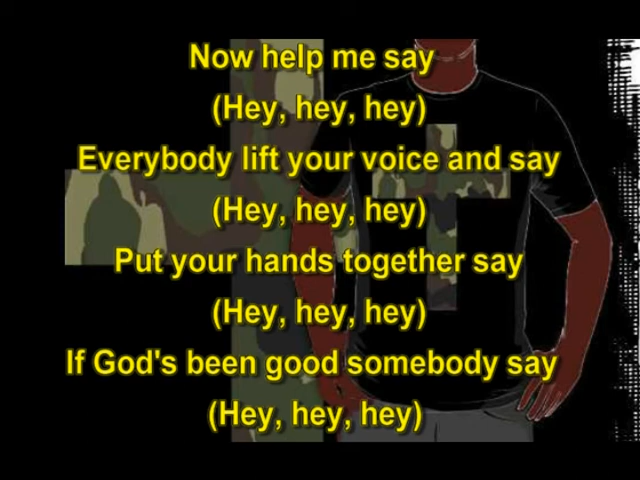 Now help me say
(Hey, hey, hey)
Everybody lift your voice and say
(Hey, hey, hey)
Put your hands together say
(Hey, hey, hey)
If God's been good somebody say
(Hey, hey, hey)